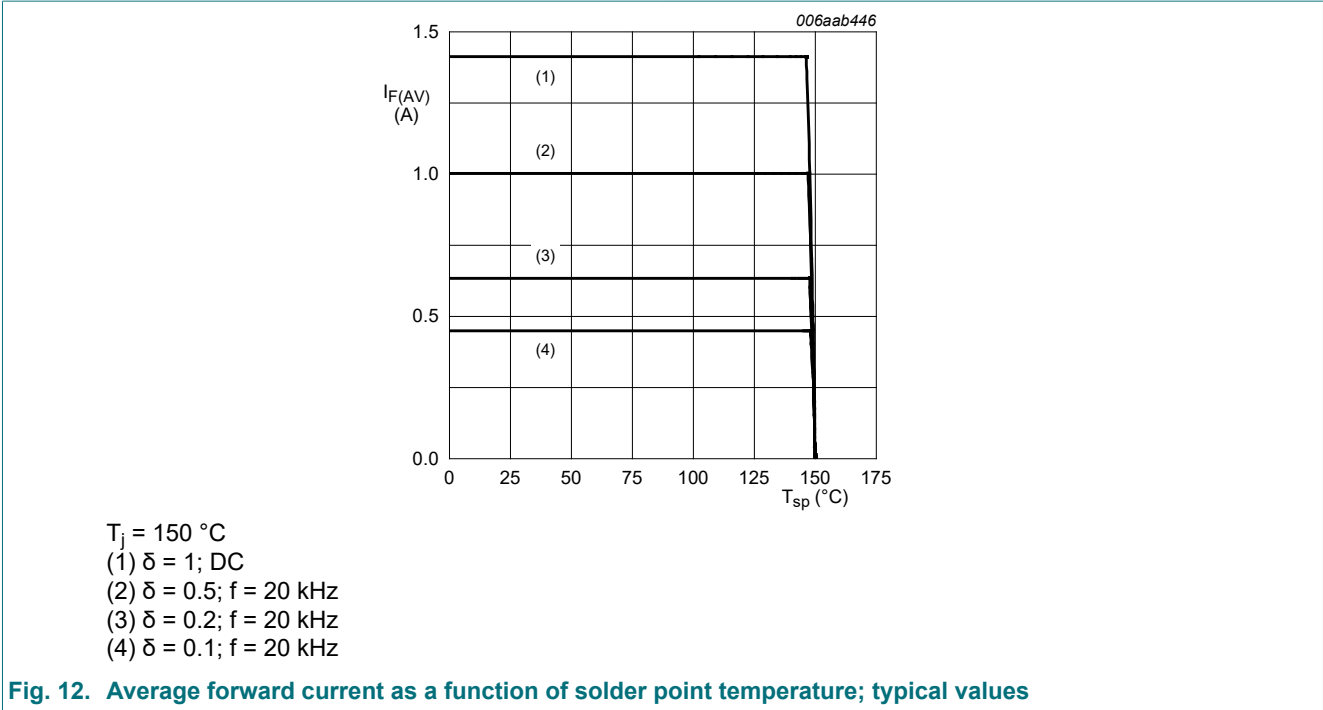 006aab446
1.5
I_F(AV)
(A)
(1)
(2)
1.0
(3)
0.5
(4)
0.0
0 25 50 75 100 125 150 175
T_sp (°C)
T_j = 150 °C
(1) δ = 1; DC
(2) δ = 0.5; f = 20 kHz
(3) δ = 0.2; f = 20 kHz
(4) δ = 0.1; f = 20 kHz
Fig. 12. Average forward current as a function of solder point temperature; typical values